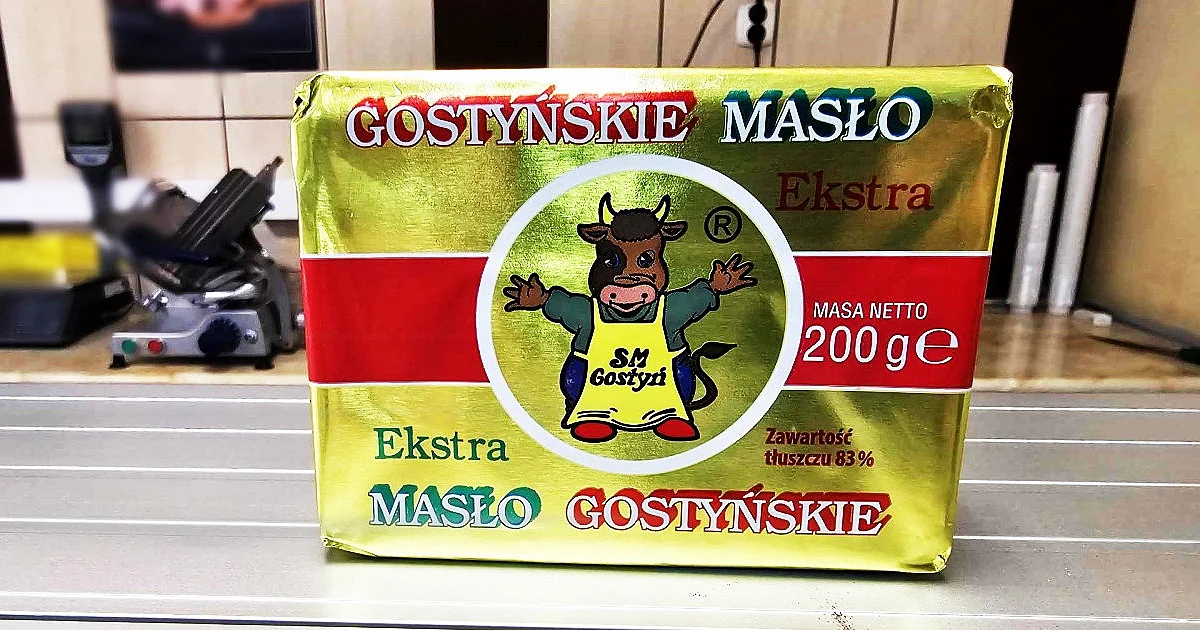 GOSTYŃSKIE MASŁO
Ekstra
®
MASA NETTO
200 g℮
SM
Gostyń
Ekstra
Zawartość
tłuszczu 83%
MASŁO GOSTYŃSKIE